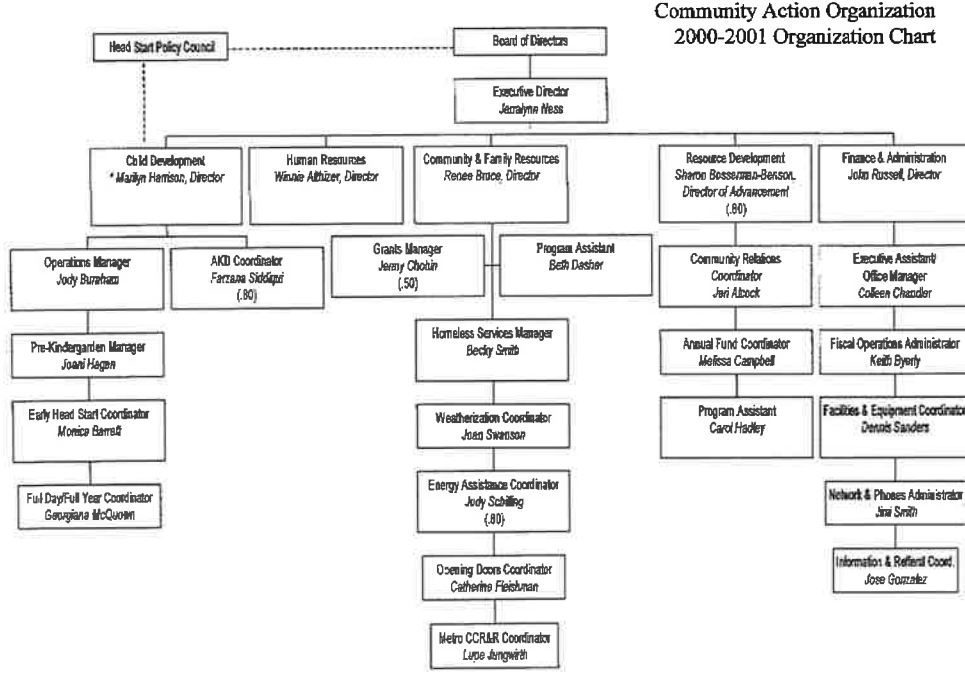 Community Action Organization
2000-2001 Organization Chart
Head Start Policy Council
Board of Directors
Executive Director
Jerralynn Ness
Child Development
* Marilyn Harrison, Director
Human Resources
Winnie Althizer, Director
Community & Family Resources
Renee Bruce, Director
Resource Development
Sharon Bosserman-Benson,
Director of Advancement
(.80)
Finance & Administration
John Russell, Director
Operations Manager
Jody Burnham
AKD Coordinator
Farzana Siddiqui
(.80)
Grants Manager
Jenny Chobin
(.50)
Program Assistant
Beth Dasher
Community Relations
Coordinator
Jeri Alcock
Executive Assistant/
Office Manager
Colleen Chandler
Pre-Kindergarden Manager
Joani Hagen
Homeless Services Manager
Becky Smith
Annual Fund Coordinator
Melissa Campbell
Fiscal Operations Administrator
Keith Byerly
Early Head Start Coordinator
Monica Barrett
Weatherization Coordinator
Joan Swanson
Program Assistant
Carol Hadley
Facilities & Equipment Coordinator
Dennis Sanders
Full Day/Full Year Coordinator
Georgiana McQuown
Energy Assistance Coordinator
Judy Schilling
(.80)
Network & Phones Administrator
Jimi Smith
Opening Doors Coordinator
Catherine Fleishman
Information & Refferal Coord.
Jose Gonzalez
Metro CCR&R Coordinator
Lupe Jungwirth